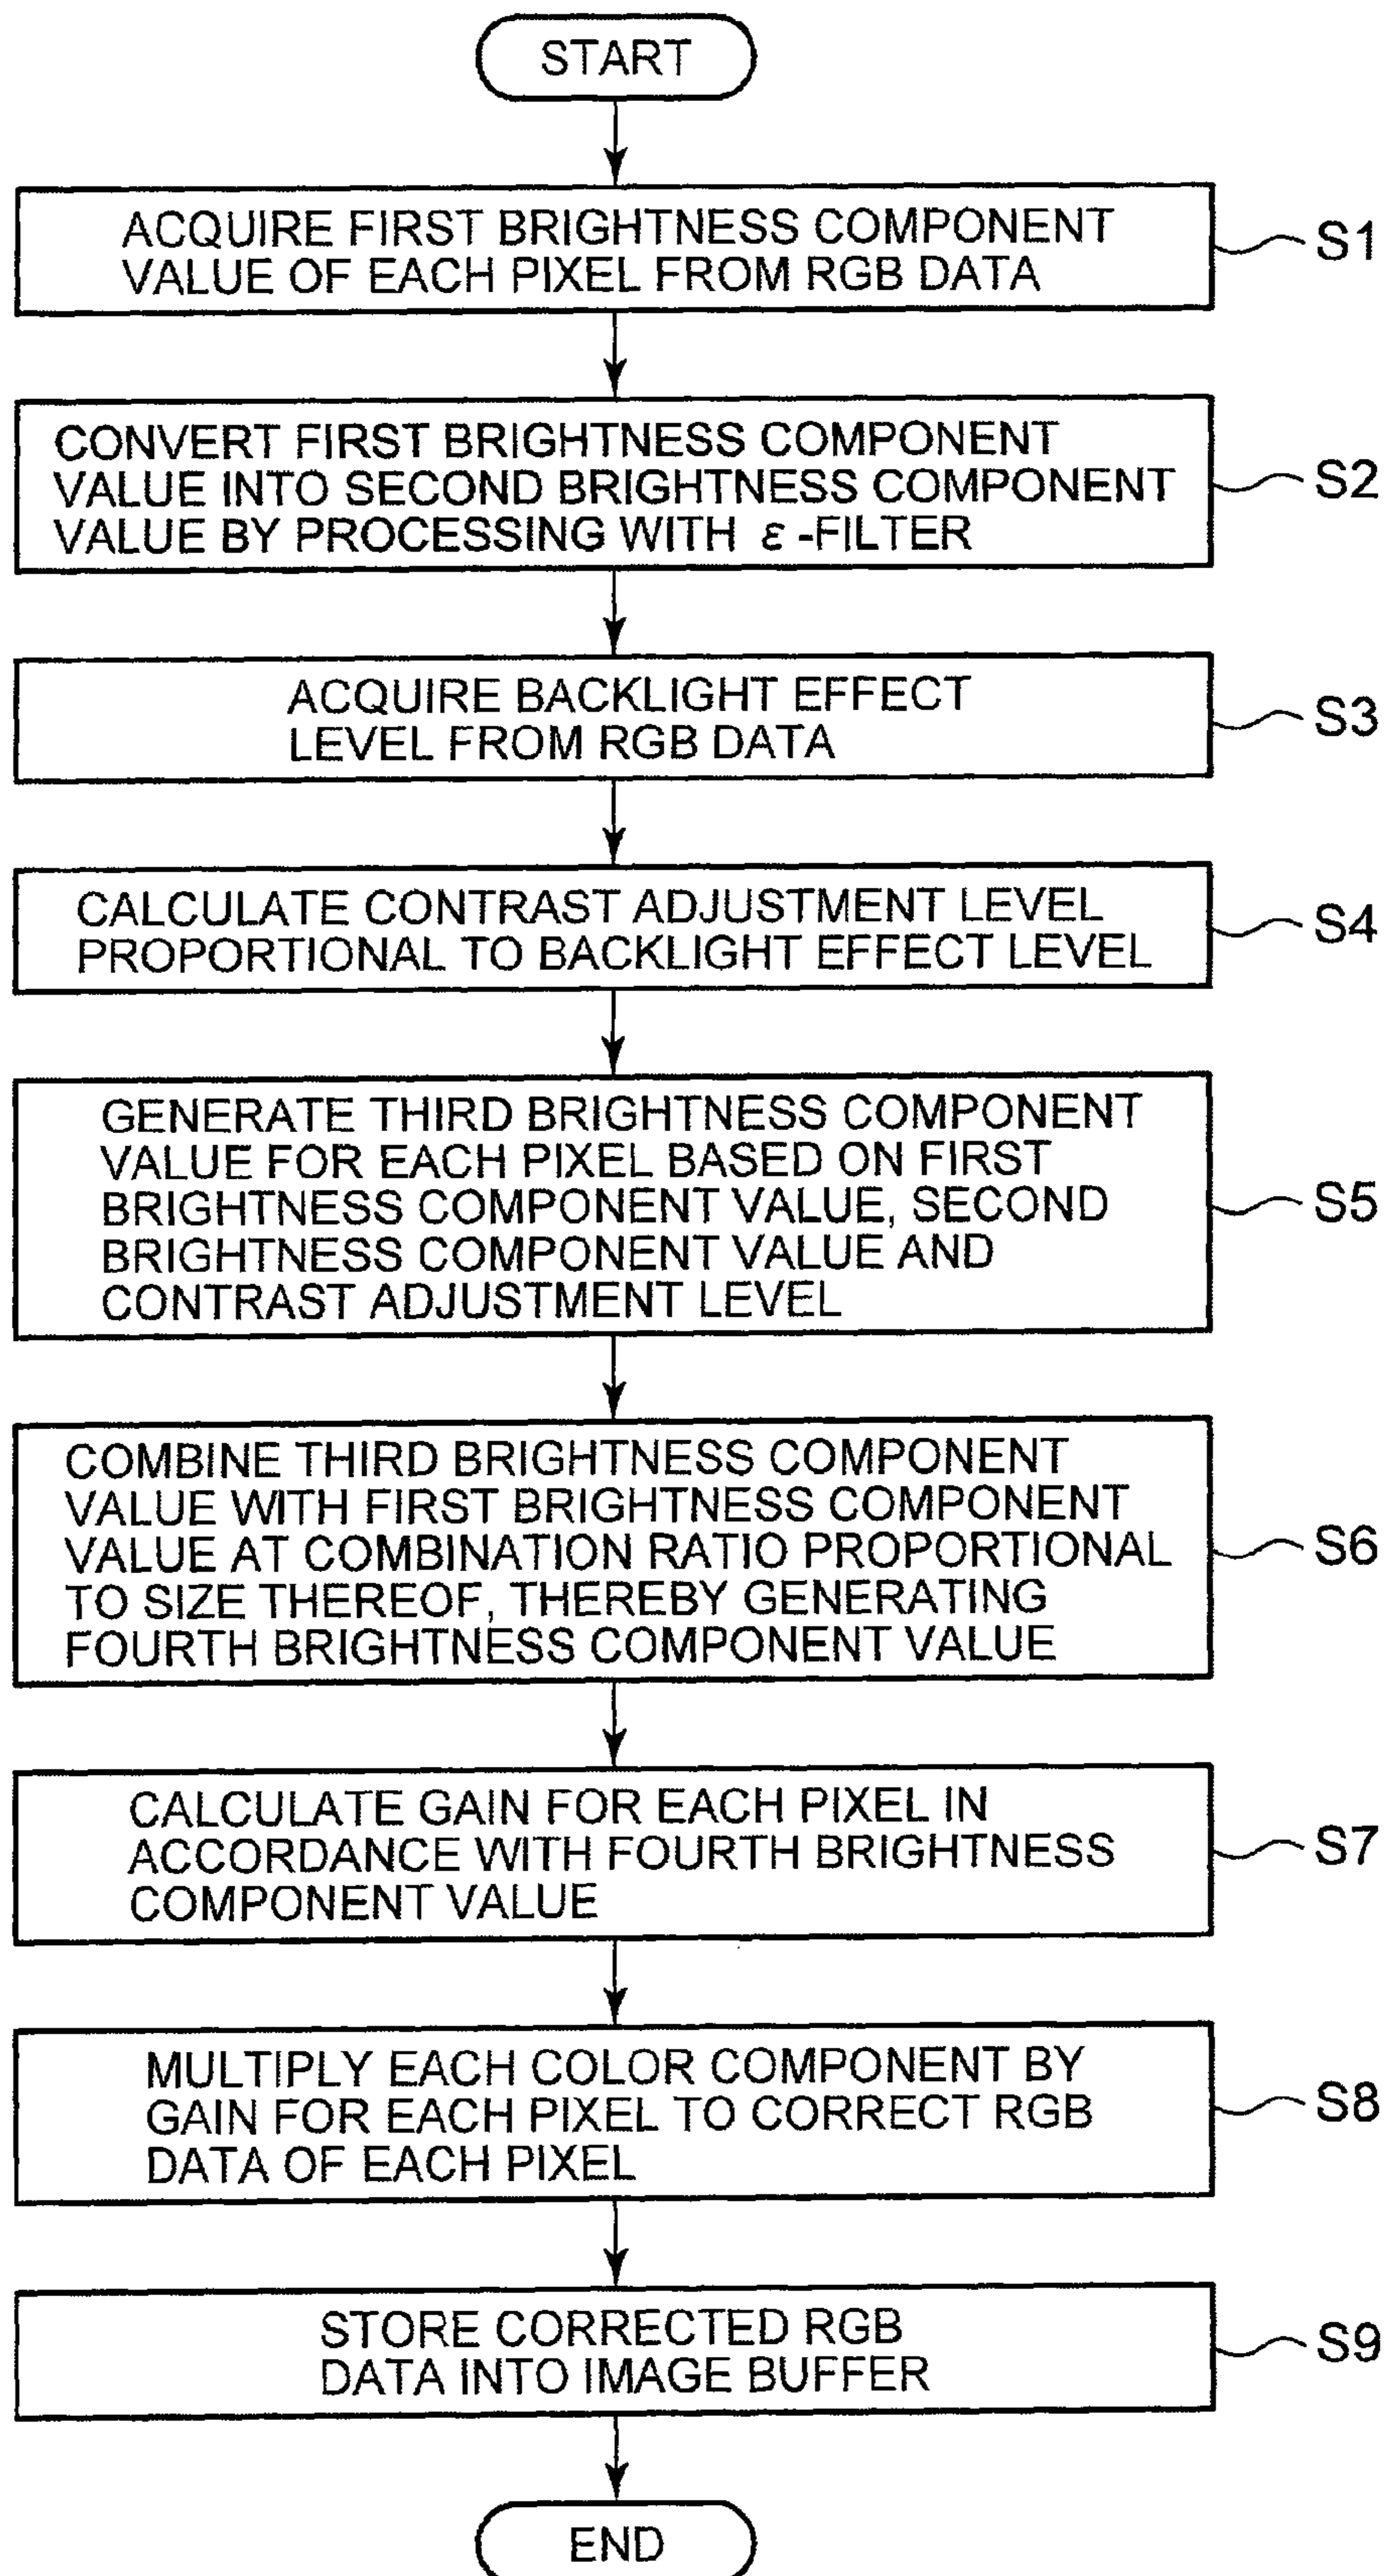 START
ACQUIRE FIRST BRIGHTNESS COMPONENT
VALUE OF EACH PIXEL FROM RGB DATA
S1
CONVERT FIRST BRIGHTNESS COMPONENT
VALUE INTO SECOND BRIGHTNESS COMPONENT
VALUE BY PROCESSING WITH ε-FILTER
S2
ACQUIRE BACKLIGHT EFFECT
LEVEL FROM RGB DATA
S3
CALCULATE CONTRAST ADJUSTMENT LEVEL
PROPORTIONAL TO BACKLIGHT EFFECT LEVEL
S4
GENERATE THIRD BRIGHTNESS COMPONENT
VALUE FOR EACH PIXEL BASED ON FIRST
BRIGHTNESS COMPONENT VALUE, SECOND
BRIGHTNESS COMPONENT VALUE AND
CONTRAST ADJUSTMENT LEVEL
S5
COMBINE THIRD BRIGHTNESS COMPONENT
VALUE WITH FIRST BRIGHTNESS COMPONENT
VALUE AT COMBINATION RATIO PROPORTIONAL
TO SIZE THEREOF, THEREBY GENERATING
FOURTH BRIGHTNESS COMPONENT VALUE
S6
CALCULATE GAIN FOR EACH PIXEL IN
ACCORDANCE WITH FOURTH BRIGHTNESS
COMPONENT VALUE
S7
MULTIPLY EACH COLOR COMPONENT BY
GAIN FOR EACH PIXEL TO CORRECT RGB
DATA OF EACH PIXEL
S8
STORE CORRECTED RGB
DATA INTO IMAGE BUFFER
S9
END